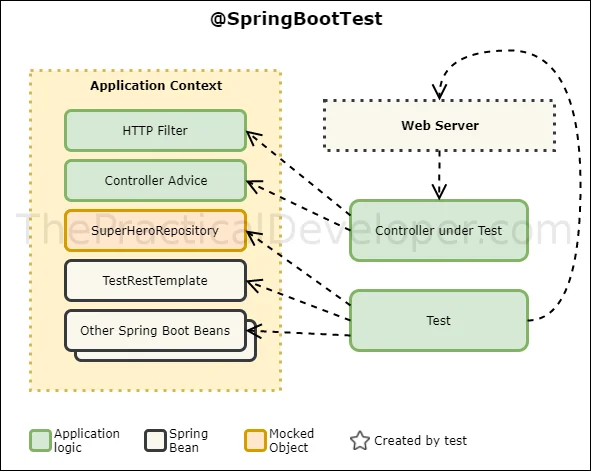 @SpringBootTest
Application Context
HTTP Filter
Controller Advice
SuperHeroRepository
TestRestTemplate
Other Spring Boot Beans
Web Server
Controller under Test
Test
ThePracticalDeveloper.com
Application
logic
Spring
Bean
Mocked
Object
Created by test